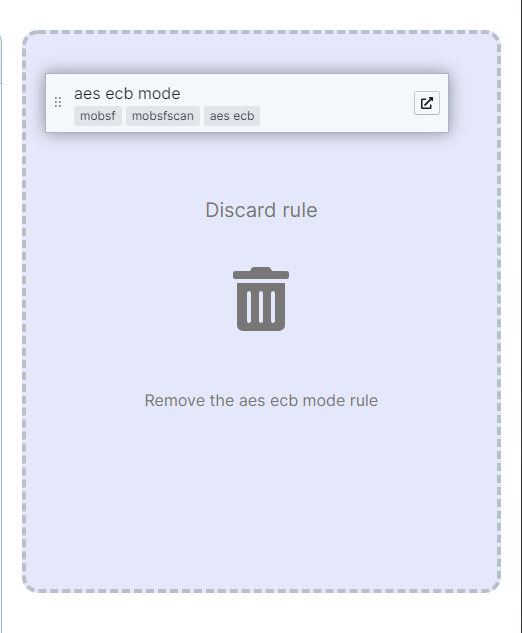 aes ecb mode
mobsf mobsfscan aes ecb
Discard rule
Remove the aes ecb mode rule